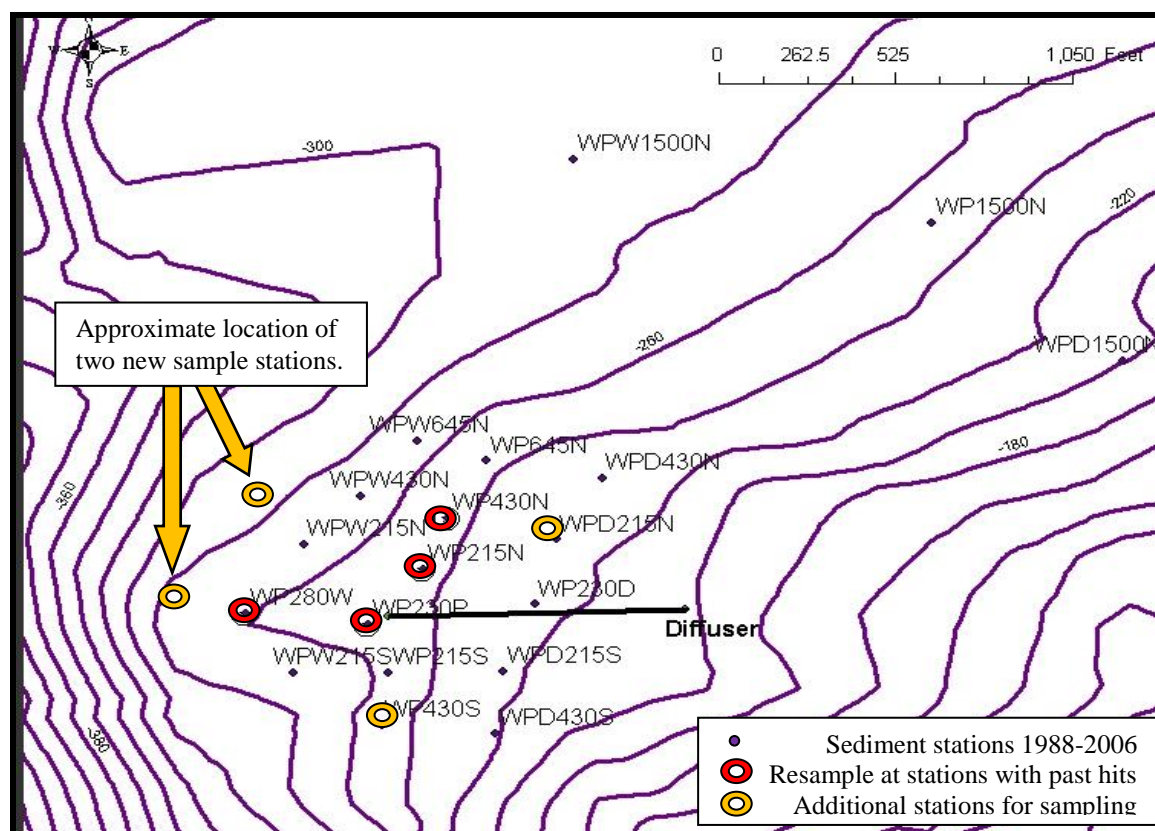 N
W E
S
0 262.5 525 1,050 Feet
WPW1500N
-300
WP1500N
-220
-260
WPD1500N
Approximate location of
two new sample stations.
WPW645N
WP645N
WPD430N
-180
-360
WPW430N
WP430N
WPW215N
WPD215N
WP215N
WP280W
WP230P
WP230D
Diffuser
WPW215S WP215S WPD215S
WP430S
WPD430S
-380
Sediment stations 1988-2006
Resample at stations with past hits
Additional stations for sampling